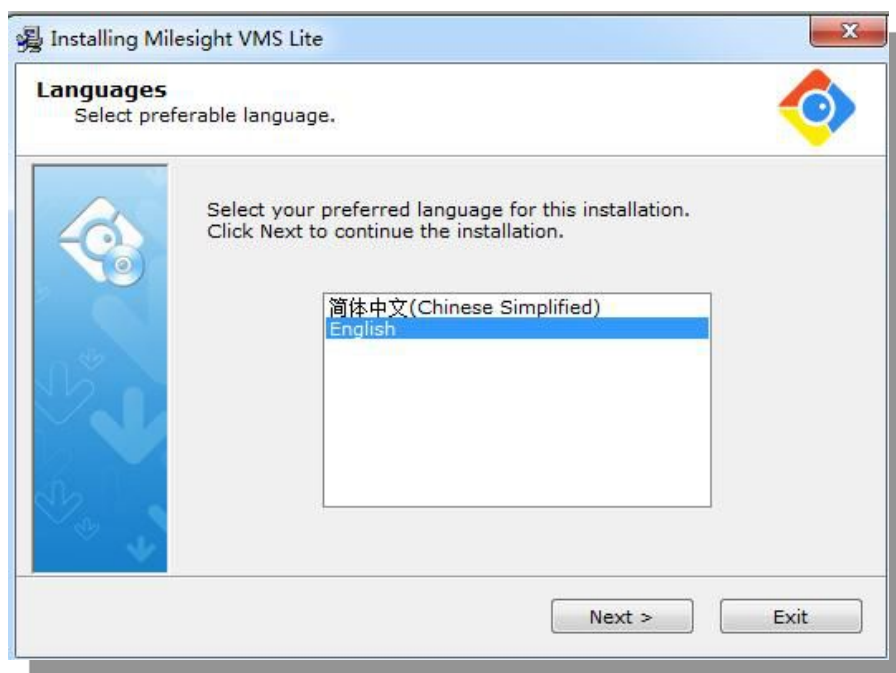 Installing Milesight VMS Lite
Languages
Select preferable language.
Select your preferred language for this installation.
Click Next to continue the installation.
简体中文(Chinese Simplified)
English
Next >
Exit